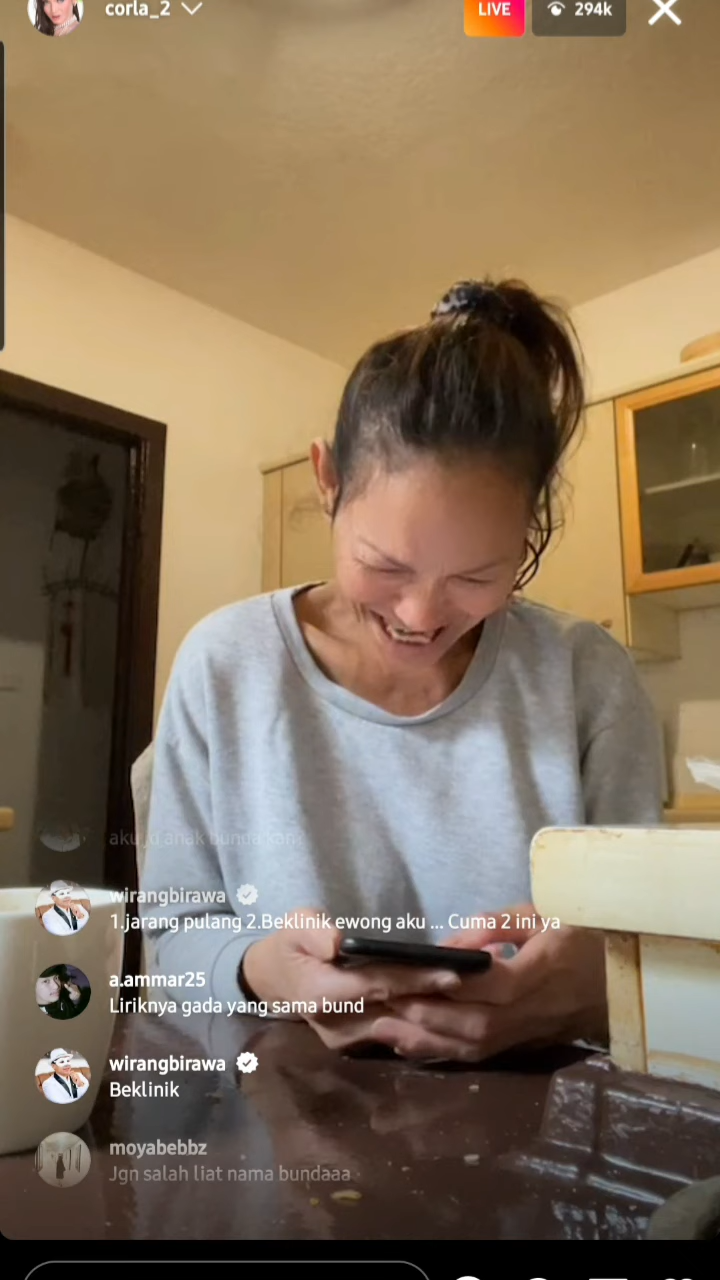 corla_2
LIVE
294k
aku d anak bunda kan
wirangbirawa
1.jarang pulang 2.Beklinik ewong aku ... Cuma 2 ini ya
a.ammar25
Liriknya gada yang sama bund
wirangbirawa
Beklinik
moyabebbz
Jgn salah liat nama bundaaa